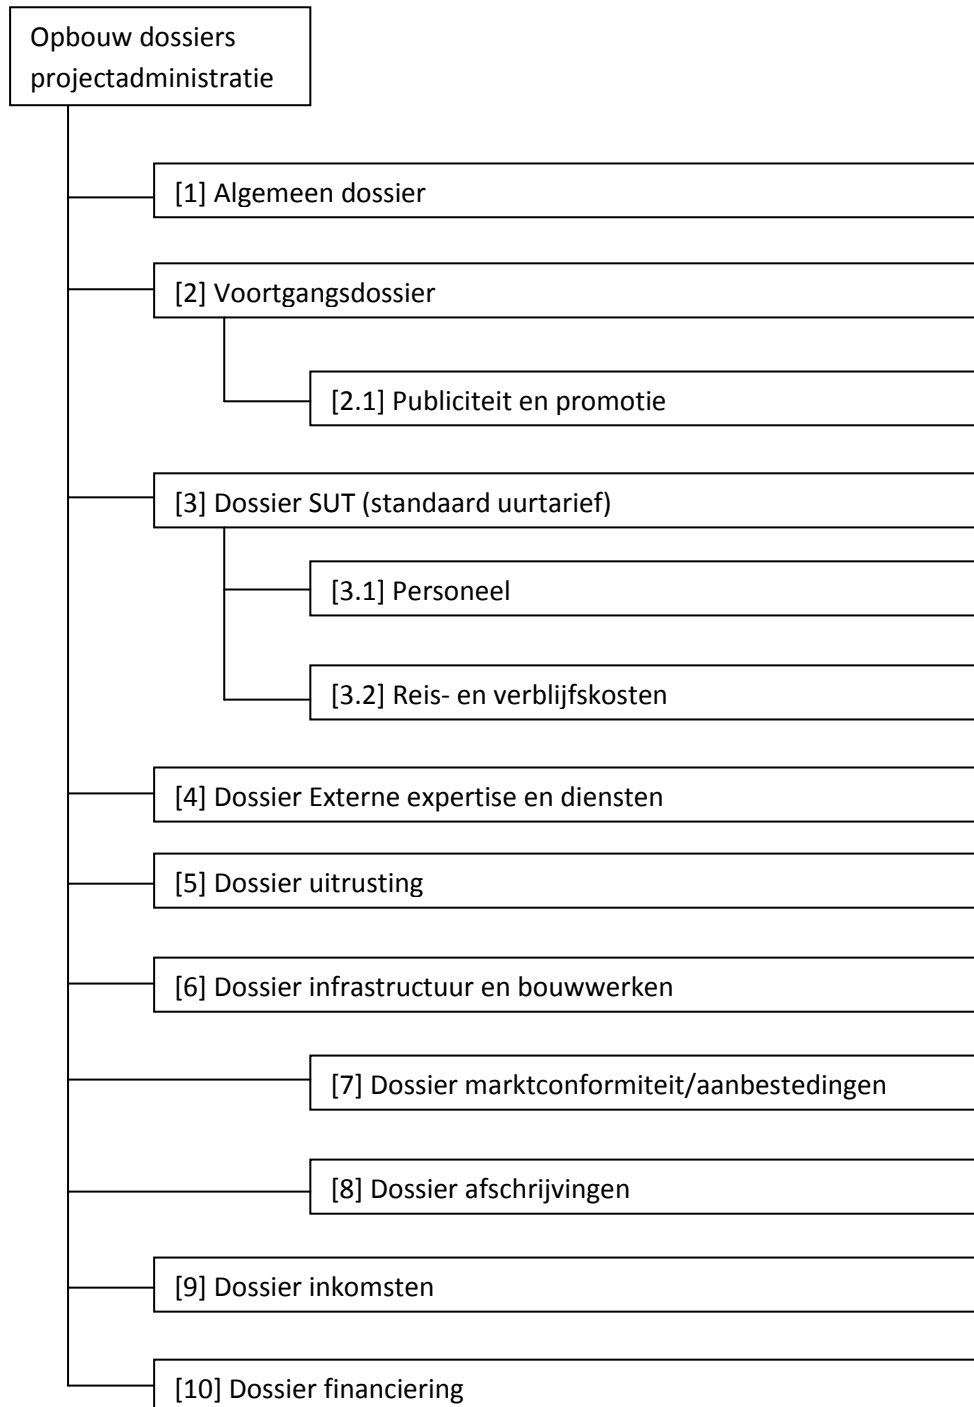 Opbouw dossiers
projectadministratie
[1] Algemeen dossier
[2] Voortgangsdossier
[2.1] Publiciteit en promotie
[3] Dossier SUT (standaard uurtarief)
[3.1] Personeel
[3.2] Reis- en verblijfskosten
[4] Dossier Externe expertise en diensten
[5] Dossier uitrusting
[6] Dossier infrastructuur en bouwwerken
[7] Dossier marktconformiteit/aanbestedingen
[8] Dossier afschrijvingen
[9] Dossier inkomsten
[10] Dossier financiering